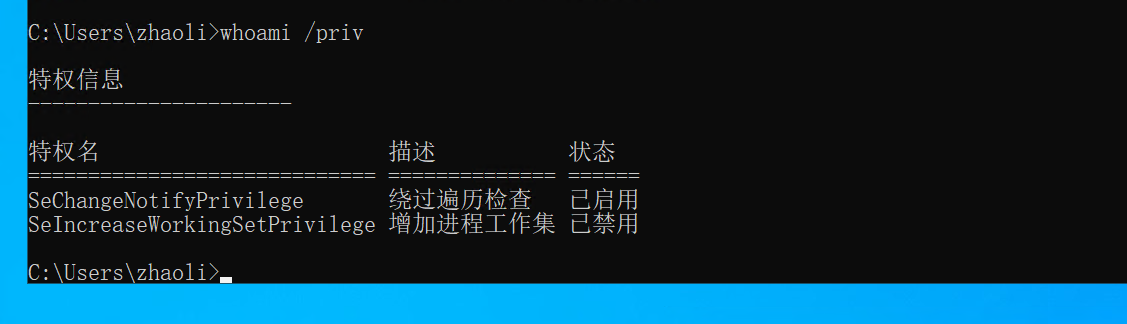 C:\Users\zhaoli>whoami /priv
特权信息
----------------------
特权名                        描述           状态
============================= ============== ======
SeChangeNotifyPrivilege       绕过遍历检查   已启用
SeIncreaseWorkingSetPrivilege 增加进程工作集 已禁用
C:\Users\zhaoli>